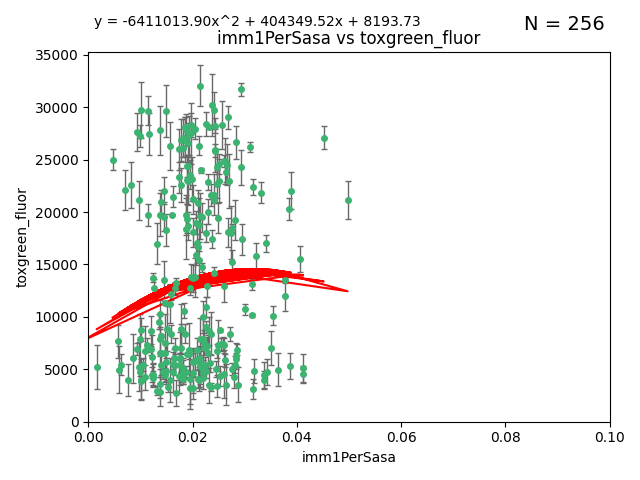 y = -6411013.90x^2 + 404349.52x + 8193.73
N = 256
imm1PerSasa vs toxgreen_fluor
35000
30000
25000
20000
15000
10000
5000
0
toxgreen_fluor
0.00 0.02 0.04 0.06 0.08 0.10
imm1PerSasa